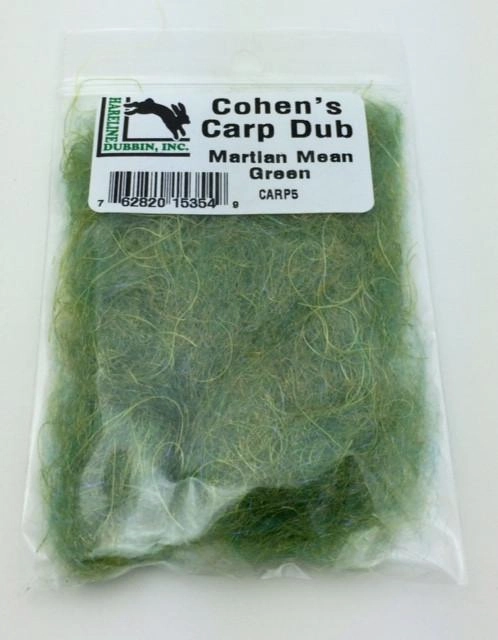 HARELINE
DUBBIN, INC.
Cohen's
Carp Dub
Martian Mean
Green
CARP5
7 62820 15354 9